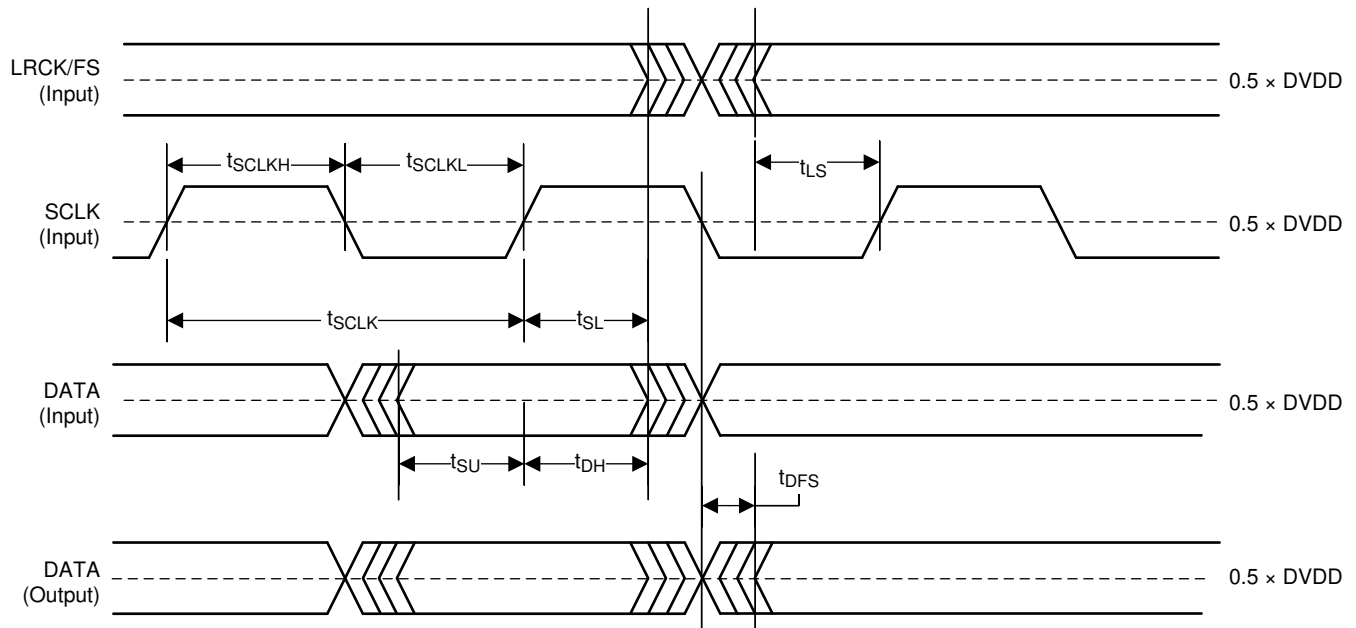 LRCK/FS
(Input)
0.5 × DVDD
tSCLKH
tSCLKL
tLS
SCLK
(Input)
0.5 × DVDD
tSCLK
tSL
DATA
(Input)
0.5 × DVDD
tSU
tDH
tDFS
DATA
(Output)
0.5 × DVDD